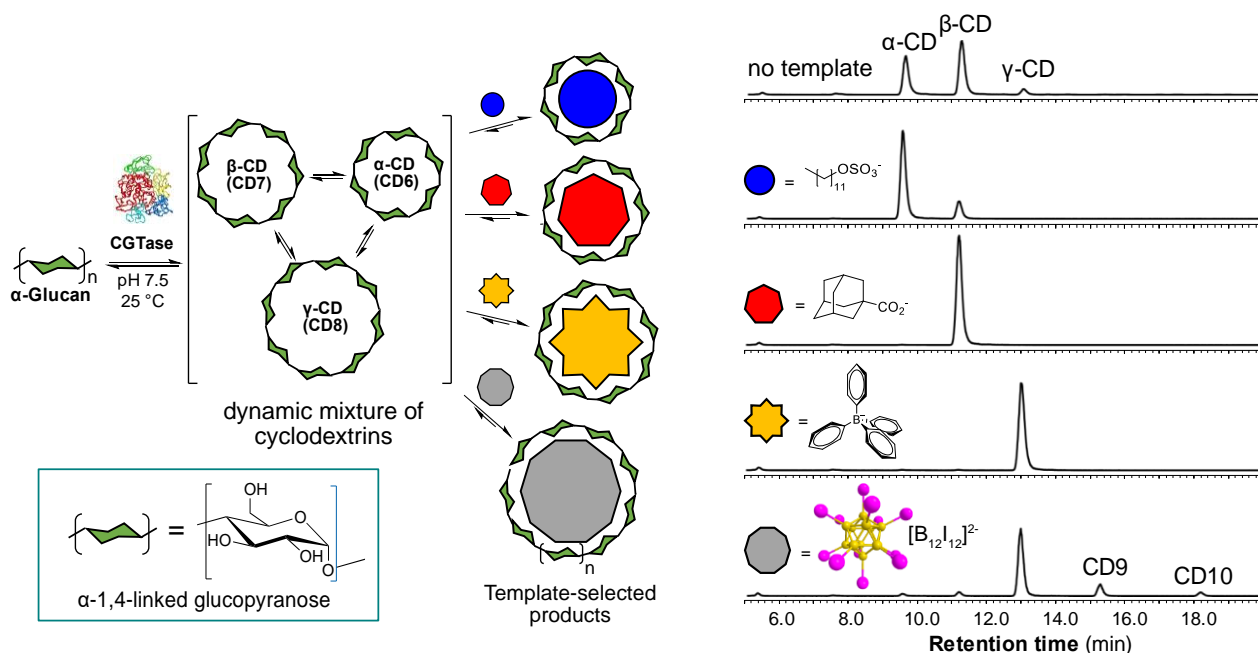 β-CD
(CD7)
α-CD
(CD6)
γ-CD
(CD8)
CGTase
pH 7.5
25 °C
n
α-Glucan
dynamic mixture of
cyclodextrins
=
OH
O
HO
OH
O
α-1,4-linked glucopyranose
n
Template-selected
products
no template
α-CD
β-CD
γ-CD
= OSO₃⁻
11
= CO₂⁻
= B⁻
= [B₁₂I₁₂]²⁻
CD9
CD10
6.0 8.0 10.0 12.0 14.0 16.0 18.0
Retention time (min)